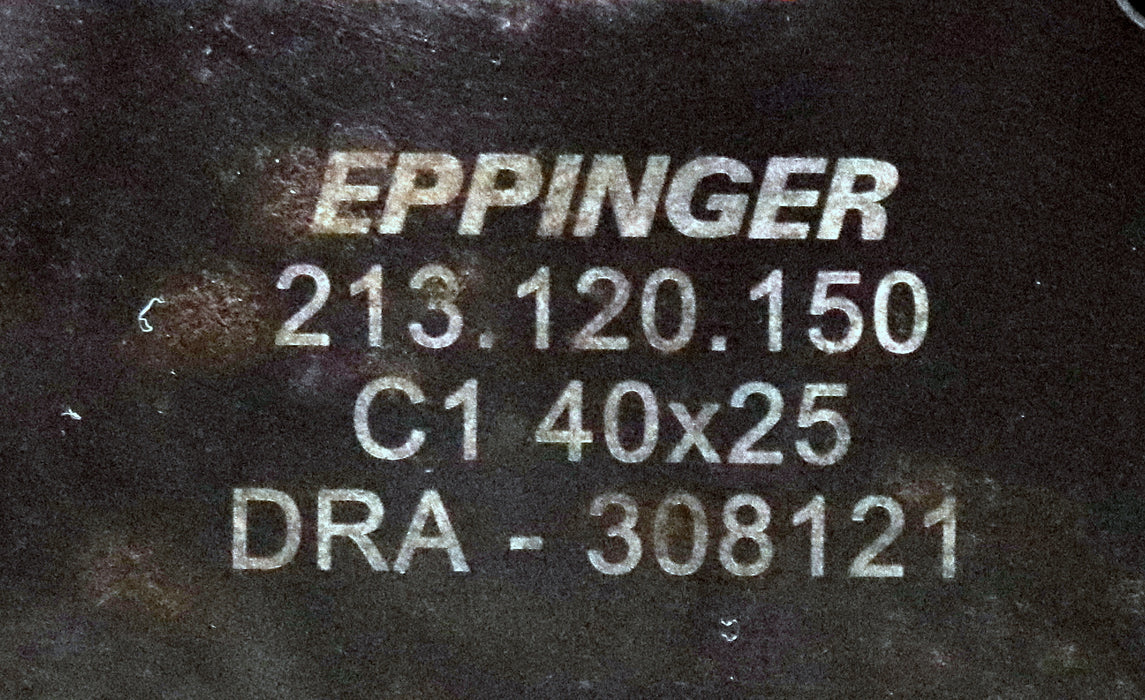 EPPINGER
213.120.150
C1 40x25
DRA - 308121